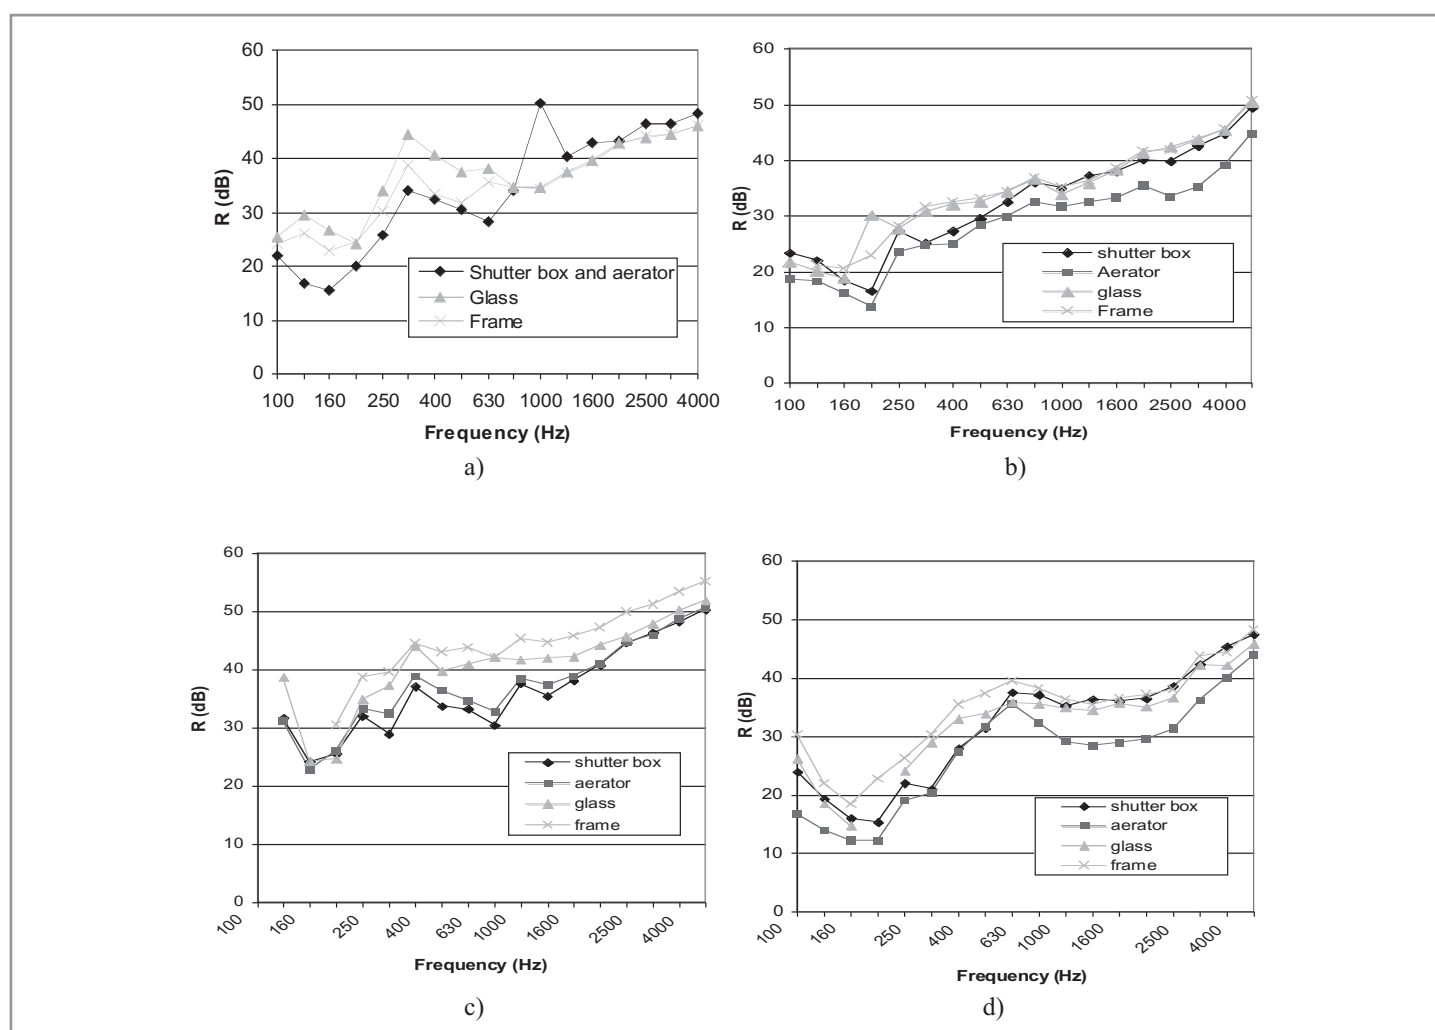 60
50
40
30
20
10
0
R (dB)
Shutter box and aerator
Glass
Frame
100 160 250 400 630 1000 1600 2500 4000
Frequency (Hz)
a)
60
50
40
30
20
10
0
R (dB)
shutter box
Aerator
glass
Frame
100 160 250 400 630 1000 1600 2500 4000
Frequency (Hz)
b)
60
50
40
30
20
10
0
R (dB)
shutter box
aerator
glass
frame
100 160 250 400 630 1000 1600 2500 4000
Frequency (Hz)
c)
60
50
40
30
20
10
0
R (dB)
shutter box
aerator
glass
frame
100 160 250 400 630 1000 1600 2500 4000
Frequency (Hz)
d)